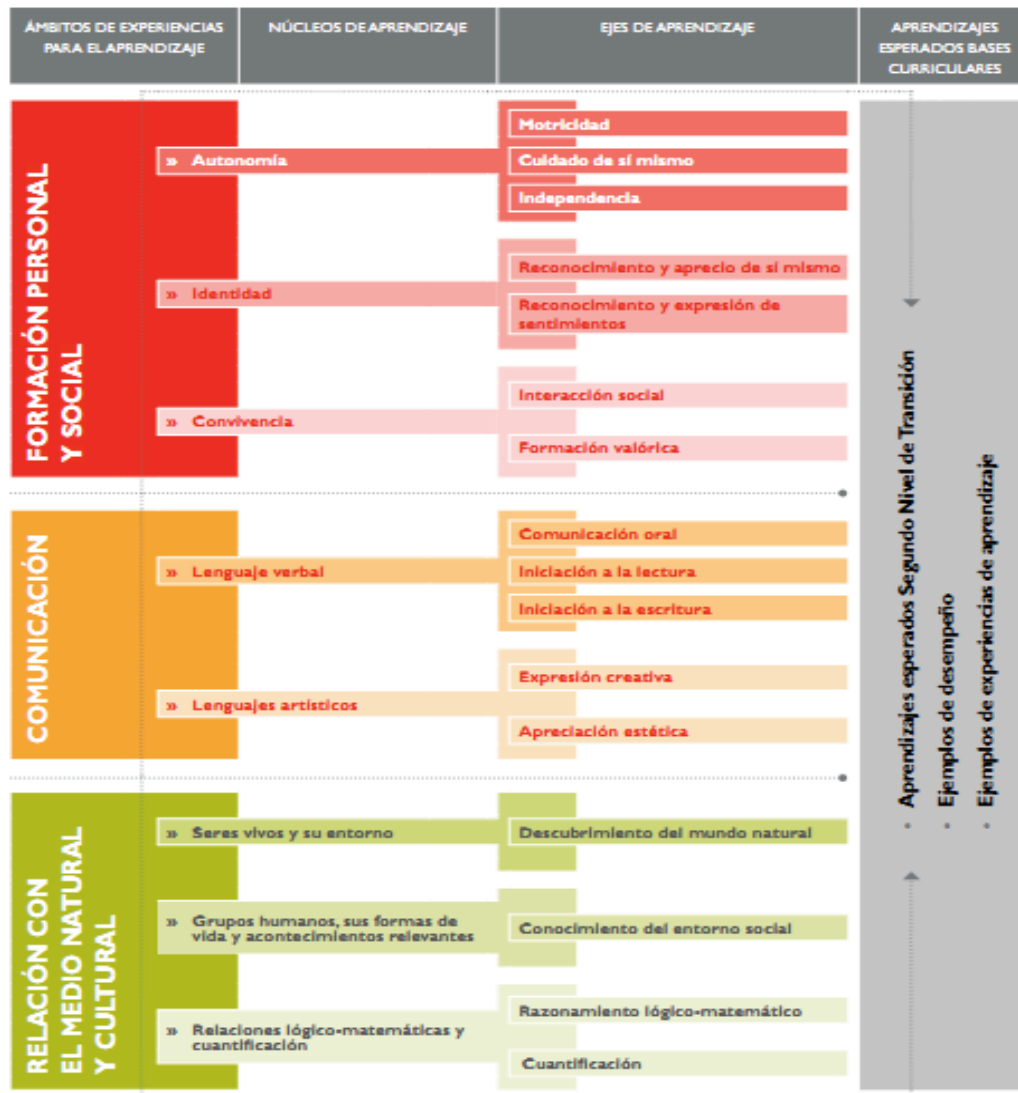 ÁMBITOS DE EXPERIENCIAS
PARA EL APRENDIZAJE
NÚCLEOS DE APRENDIZAJE
EJES DE APRENDIZAJE
APRENDIZAJES
ESPERADOS BASES
CURRICULARES
FORMACIÓN PERSONAL
Y SOCIAL
» Autonomía
Motricidad
Cuidado de sí mismo
Independencia
» Identidad
Reconocimiento y aprecio de sí mismo
Reconocimiento y expresión de
sentimientos
» Convivencia
Interacción social
Formación valórica
COMUNICACIÓN
» Lenguaje verbal
Comunicación oral
Iniciación a la lectura
Iniciación a la escritura
» Lenguajes artísticos
Expresión creativa
Apreciación estética
RELACIÓN CON
EL MEDIO NATURAL
Y CULTURAL
» Seres vivos y su entorno
Descubrimiento del mundo natural
» Grupos humanos, sus formas de
vida y acontecimientos relevantes
Conocimiento del entorno social
» Relaciones lógico-matemáticas y
cuantificación
Razonamiento lógico-matemático
Cuantificación
• Aprendizajes esperados Segundo Nivel de Transición
• Ejemplos de desempeño
• Ejemplos de experiencias de aprendizaje